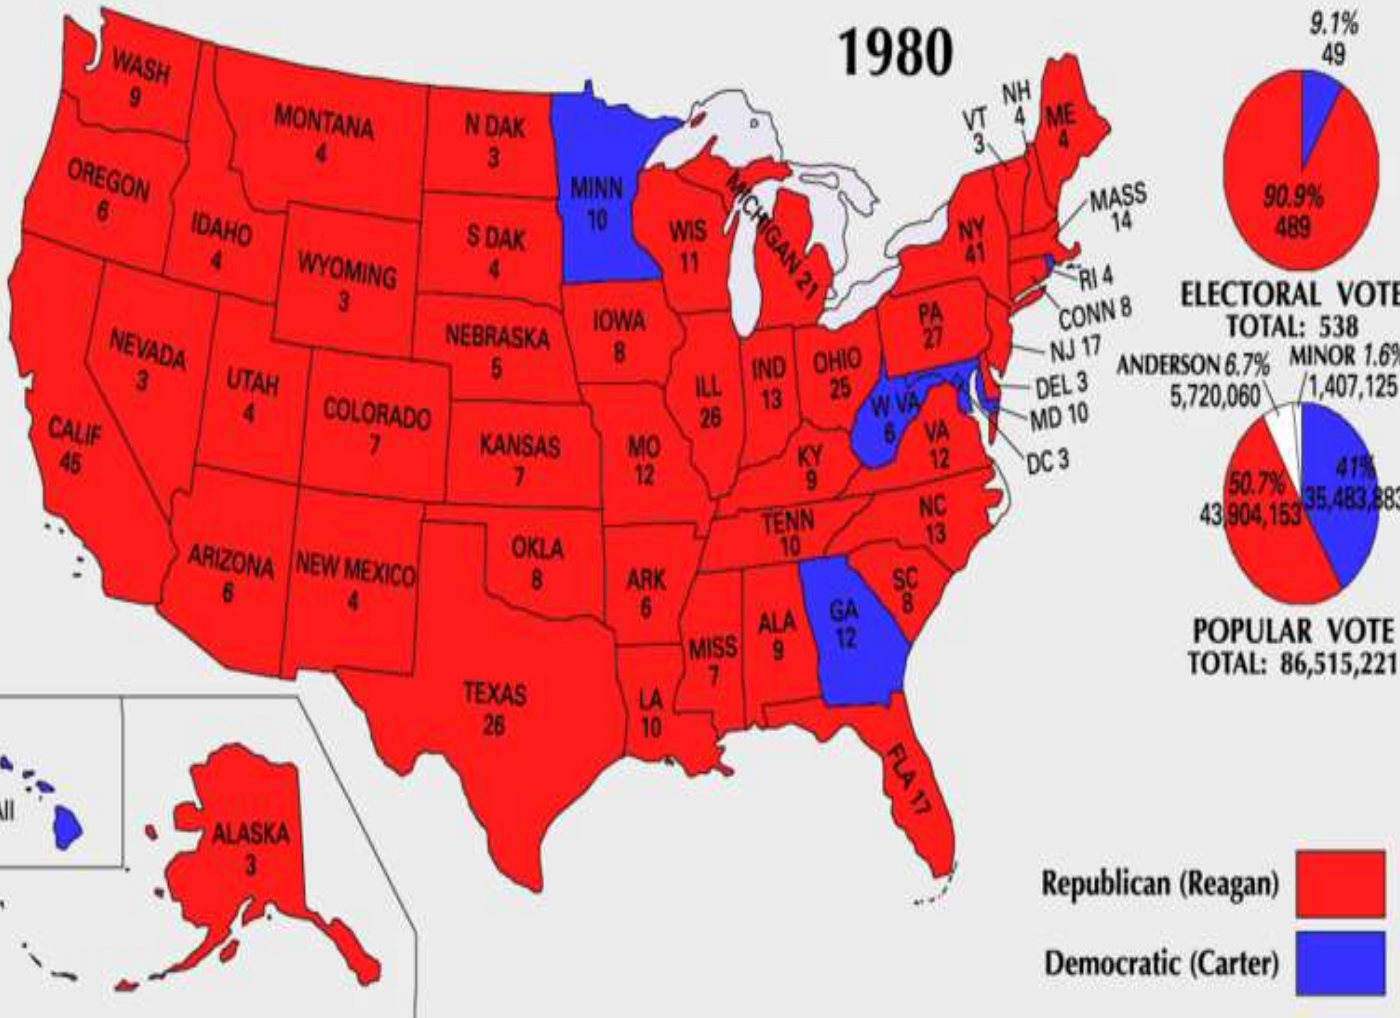 1980
WASH
9
OREGON
6
CALIF
45
IDAHO
4
NEVADA
3
MONTANA
4
WYOMING
3
UTAH
4
ARIZONA
6
COLORADO
7
NEW MEXICO
4
N DAK
3
S DAK
4
NEBRASKA
5
KANSAS
7
OKLA
8
TEXAS
26
MINN
10
IOWA
8
MO
12
ARK
6
LA
10
WIS
11
ILL
26
MICHIGAN 21
IND
13
OHIO
25
KY
9
TENN
10
MISS
7
ALA
9
GA
12
FLA 17
SC
8
NC
13
VA
12
W VA
6
PA
27
NY
41
VT
3
NH
4
ME
4
MASS
14
RI 4
CONN 8
NJ 17
DEL 3
MD 10
DC 3
ALASKA
3
AII
9.1%
49
90.9%
489
ELECTORAL VOTE
TOTAL: 538
ANDERSON 6.7%
5,720,060
MINOR 1.6%
1,407,125
50.7%
43,904,153
41%
35,483,883
POPULAR VOTE
TOTAL: 86,515,221
Republican (Reagan)
Democratic (Carter)